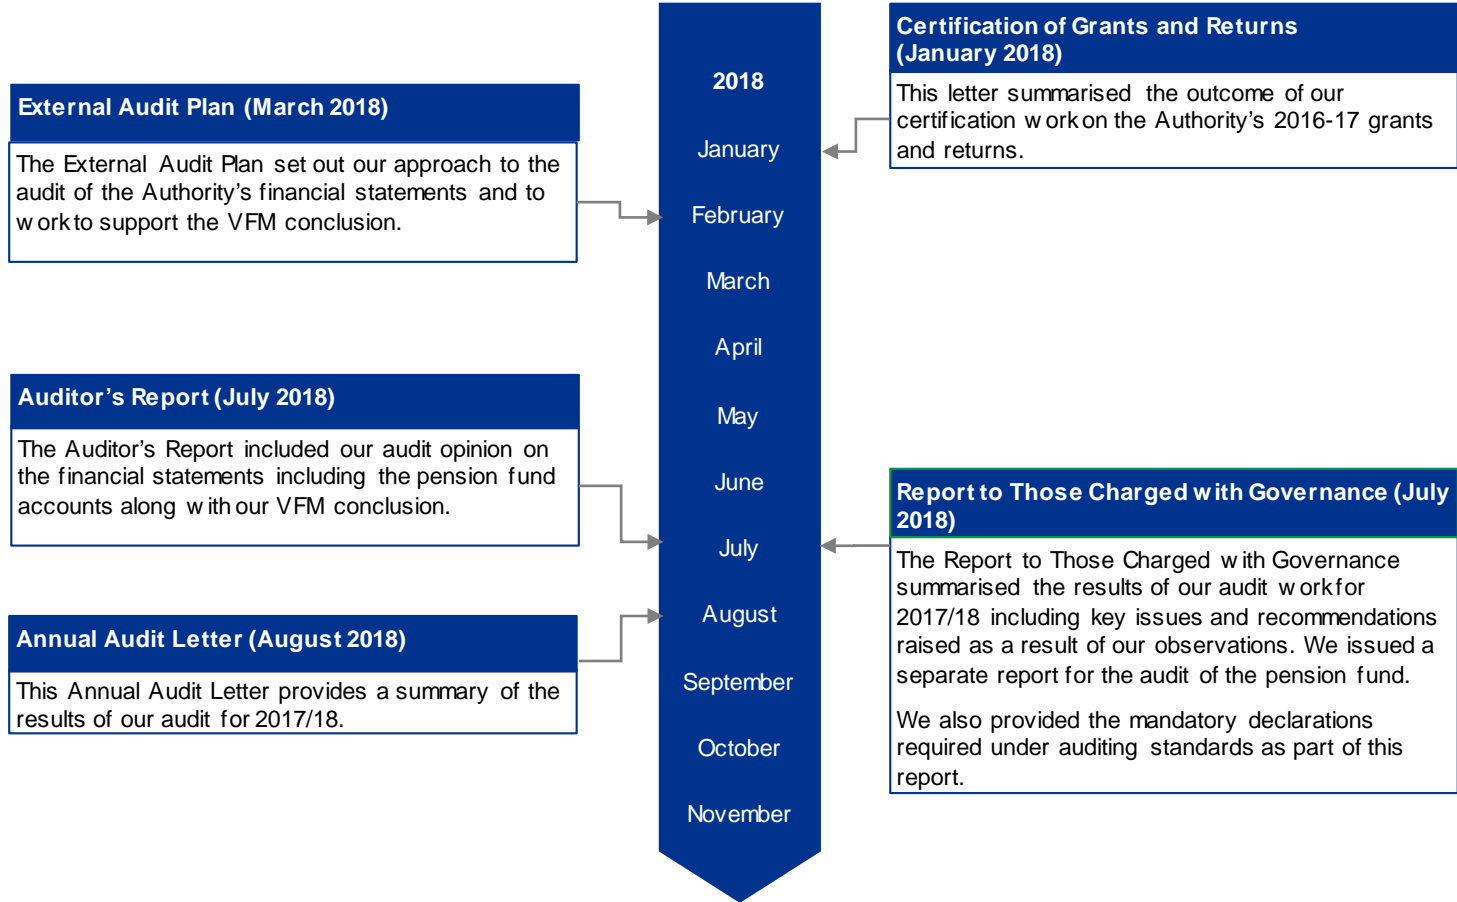 External Audit Plan (March 2018)
The External Audit Plan set out our approach to the
audit of the Authority's financial statements and to
work to support the VFM conclusion.
Auditor's Report (July 2018)
The Auditor's Report included our audit opinion on
the financial statements including the pension fund
accounts along with our VFM conclusion.
Annual Audit Letter (August 2018)
This Annual Audit Letter provides a summary of the
results of our audit for 2017/18.
2018
January
February
March
April
May
June
July
August
September
October
November
Certification of Grants and Returns
(January 2018)
This letter summarised the outcome of our
certification work on the Authority's 2016-17 grants
and returns.
Report to Those Charged with Governance (July
2018)
The Report to Those Charged with Governance
summarised the results of our audit work for
2017/18 including key issues and recommendations
raised as a result of our observations. We issued a
separate report for the audit of the pension fund.
We also provided the mandatory declarations
required under auditing standards as part of this
report.